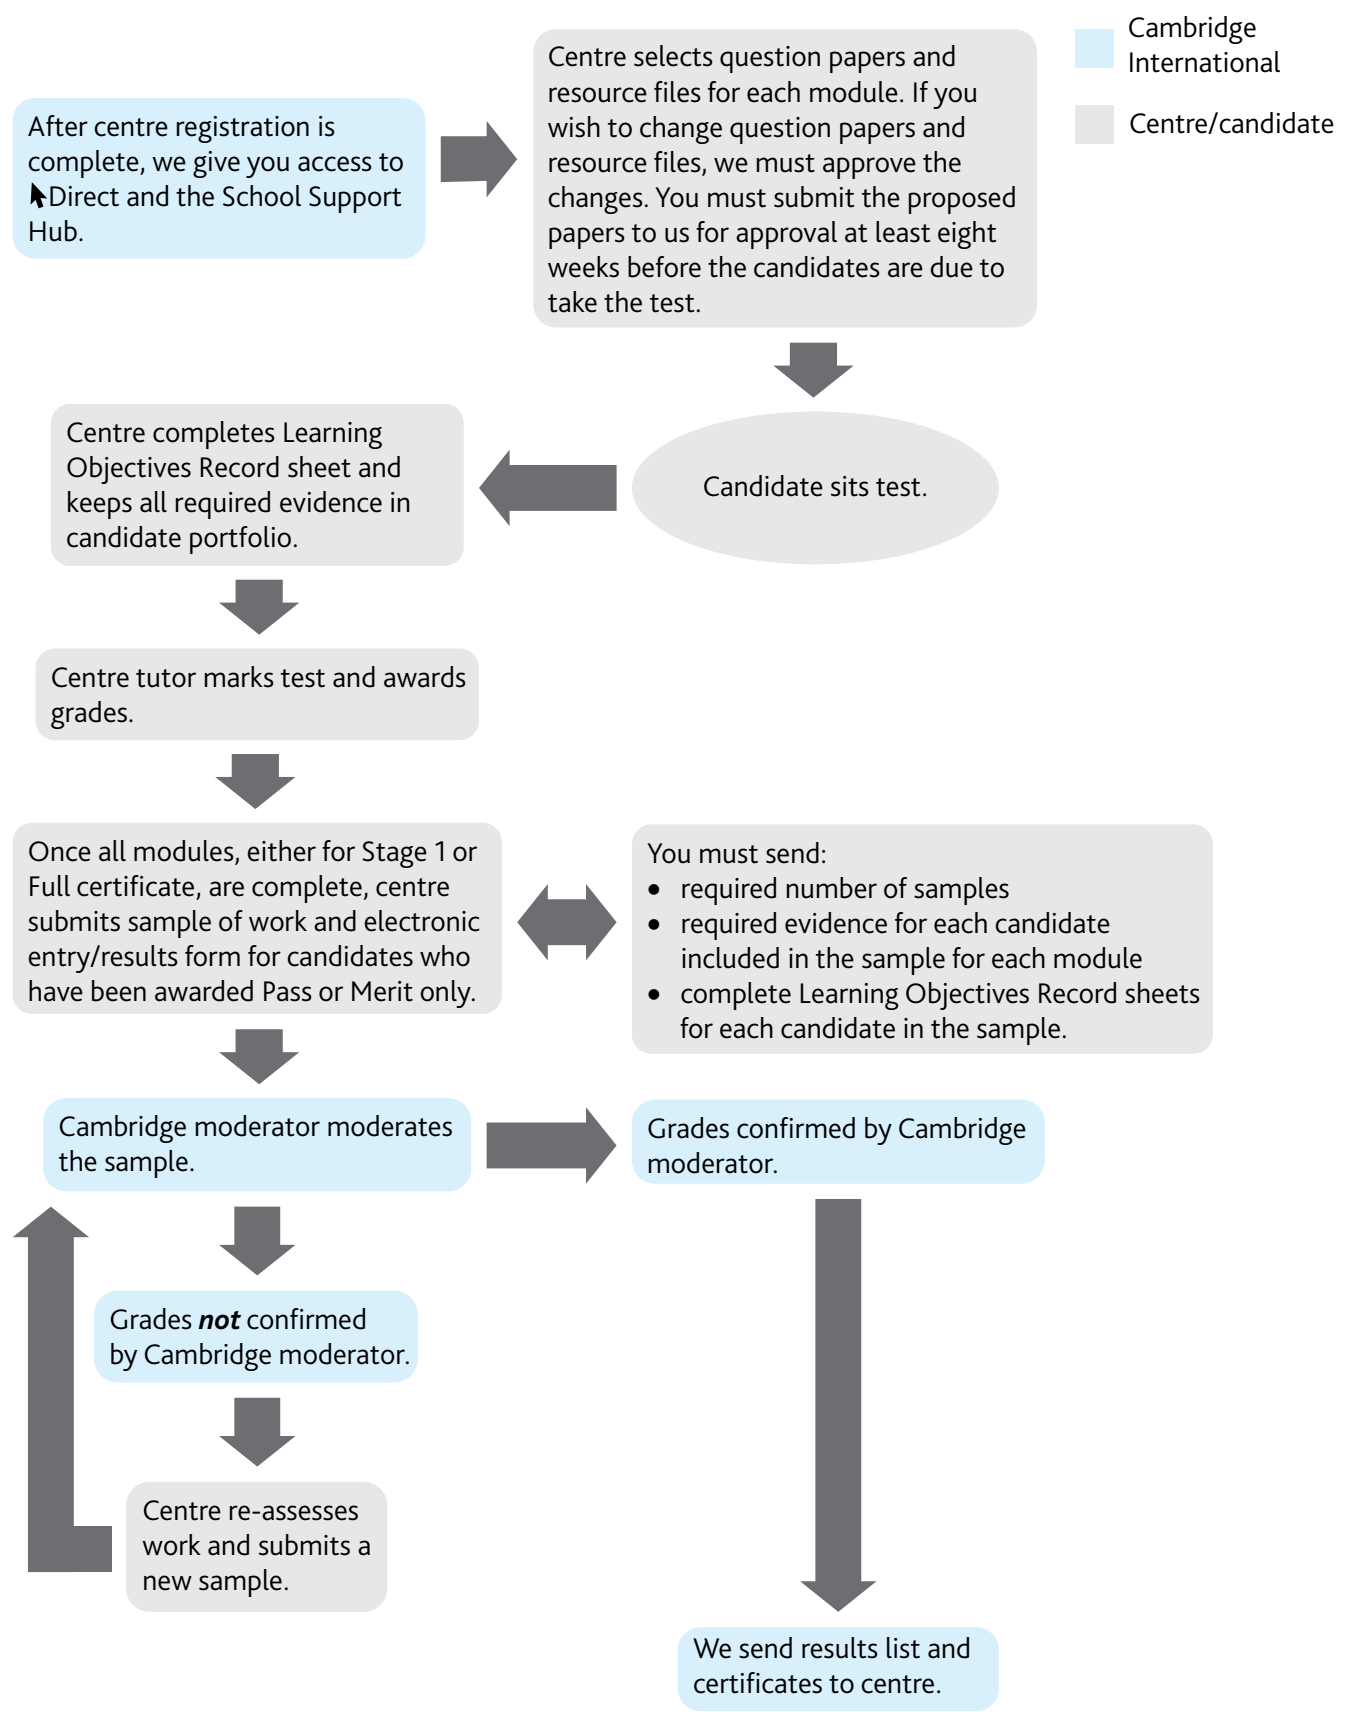 Cambridge
International
Centre/candidate
After centre registration is
complete, we give you access to
Direct and the School Support
Hub.
Centre selects question papers and
resource files for each module. If you
wish to change question papers and
resource files, we must approve the
changes. You must submit the proposed
papers to us for approval at least eight
weeks before the candidates are due to
take the test.
Candidate sits test.
Centre completes Learning
Objectives Record sheet and
keeps all required evidence in
candidate portfolio.
Centre tutor marks test and awards
grades.
Once all modules, either for Stage 1 or
Full certificate, are complete, centre
submits sample of work and electronic
entry/results form for candidates who
have been awarded Pass or Merit only.
You must send:
• required number of samples
• required evidence for each candidate
included in the sample for each module
• complete Learning Objectives Record sheets
for each candidate in the sample.
Cambridge moderator moderates
the sample.
Grades confirmed by Cambridge
moderator.
Grades not confirmed
by Cambridge moderator.
Centre re-assesses
work and submits a
new sample.
We send results list and
certificates to centre.